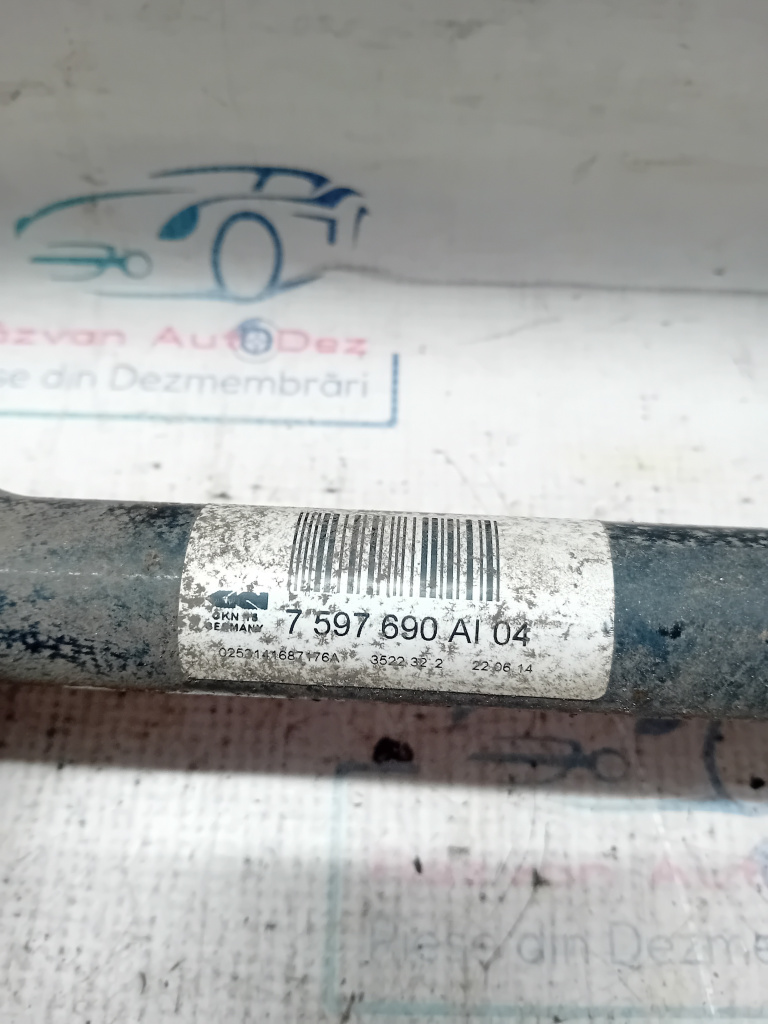 ăzvan AutoDez
se din Dezmembrări
GKN
GERMANY
7 597 690 AI 04
0253141687176A 3522 32 2 22 06 14
Piese din Dezme